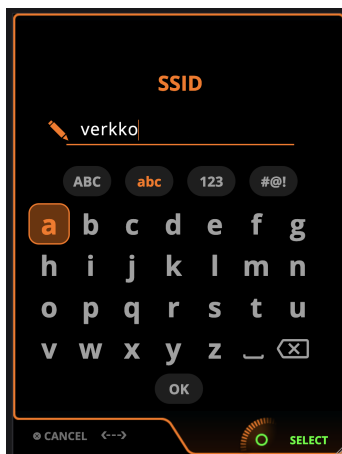 SSID
verkko
ABC abc 123 #@!
a b c d e f g
h i j k l m n
o p q r s t u
v w x y z
OK
CANCEL <---> SELECT